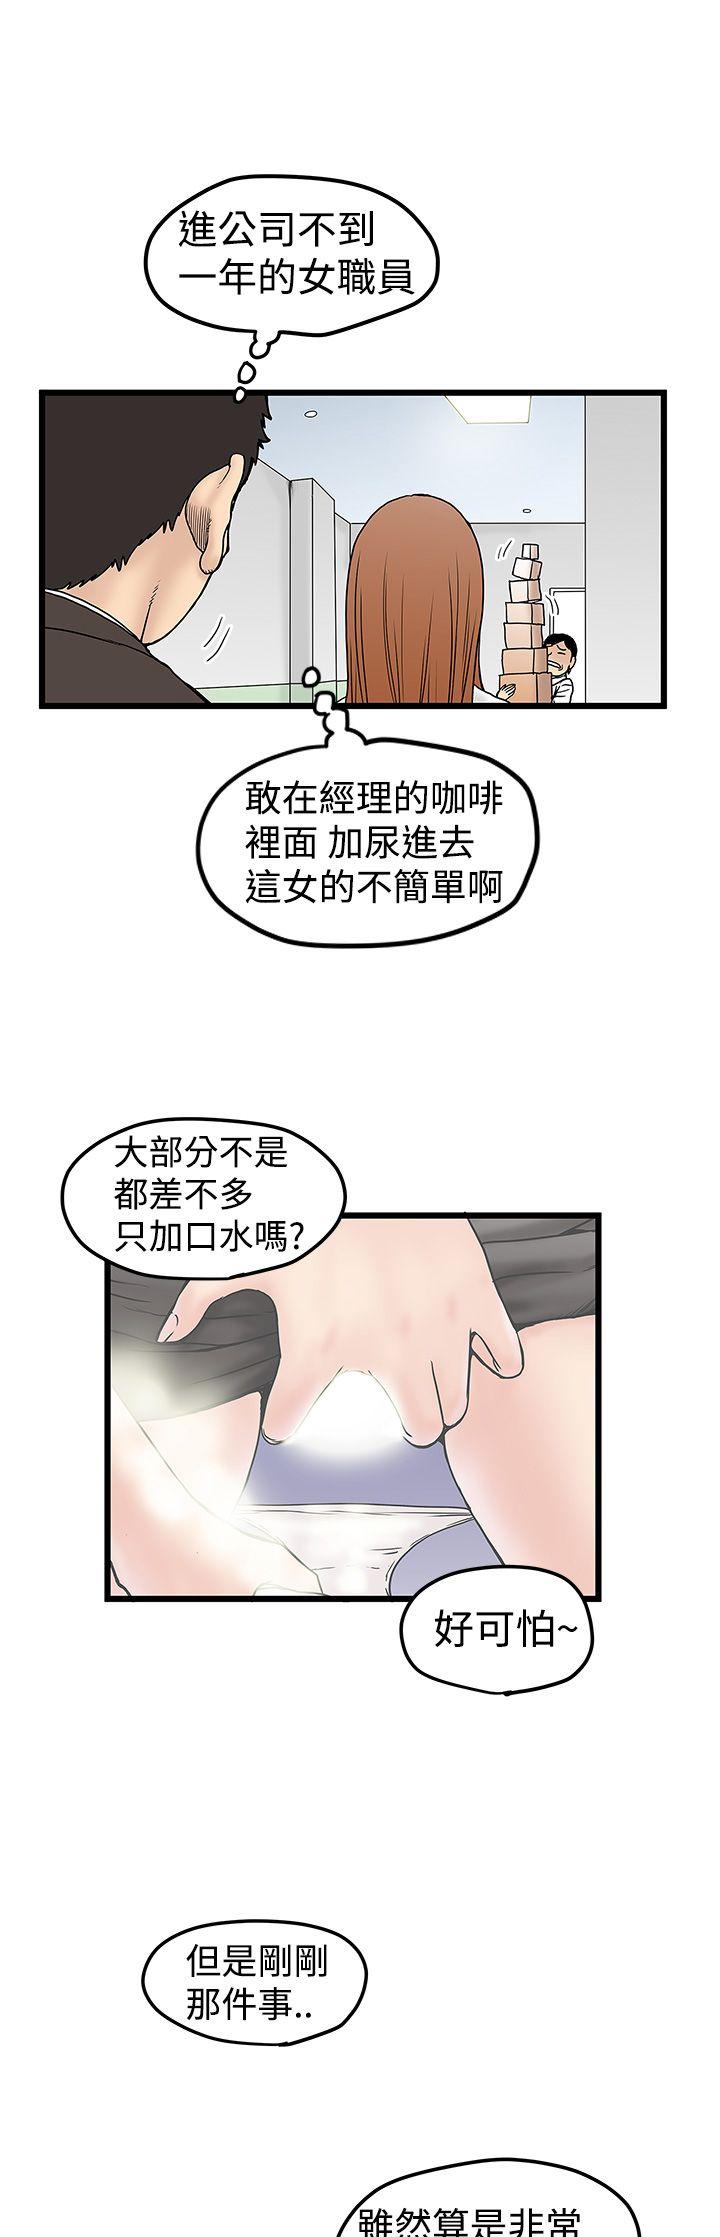 進公司不到
一年的女職員
敢在經理的咖啡
裡面 加尿進去
這女的不簡單啊
大部分不是
都差不多
只加口水嗎?
好可怕~
但是剛剛
那件事..
雖然算是非常